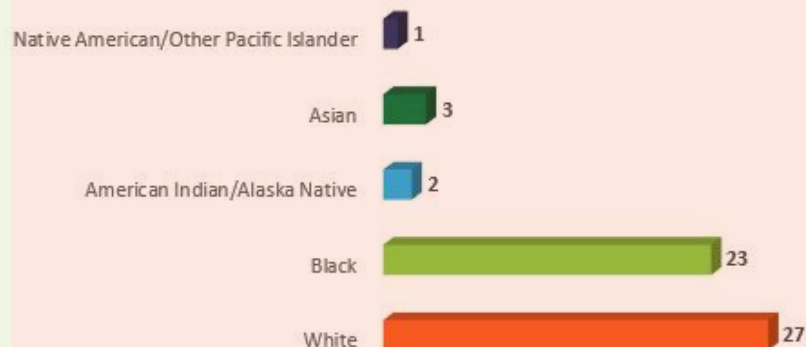 Native American/Other Pacific Islander 1
Asian 3
American Indian/Alaska Native 2
Black 23
White 27